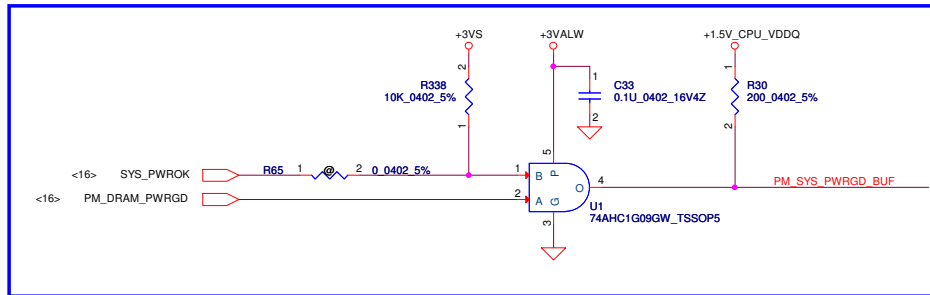 +3VS
+3VALW
+1.5V_CPU_VDDQ
2
R338
10K_0402_5%
1
1
C33
0.1U_0402_16V4Z
2
1
R30
200_0402_5%
2
5
<16> SYS_PWROK
R65 1 @ 2 0_0402_5%
1 B P
<16> PM_DRAM_PWRGD
2 A G
O 4
PM_SYS_PWRGD_BUF
U1
74AHC1G09GW_TSSOP5
3